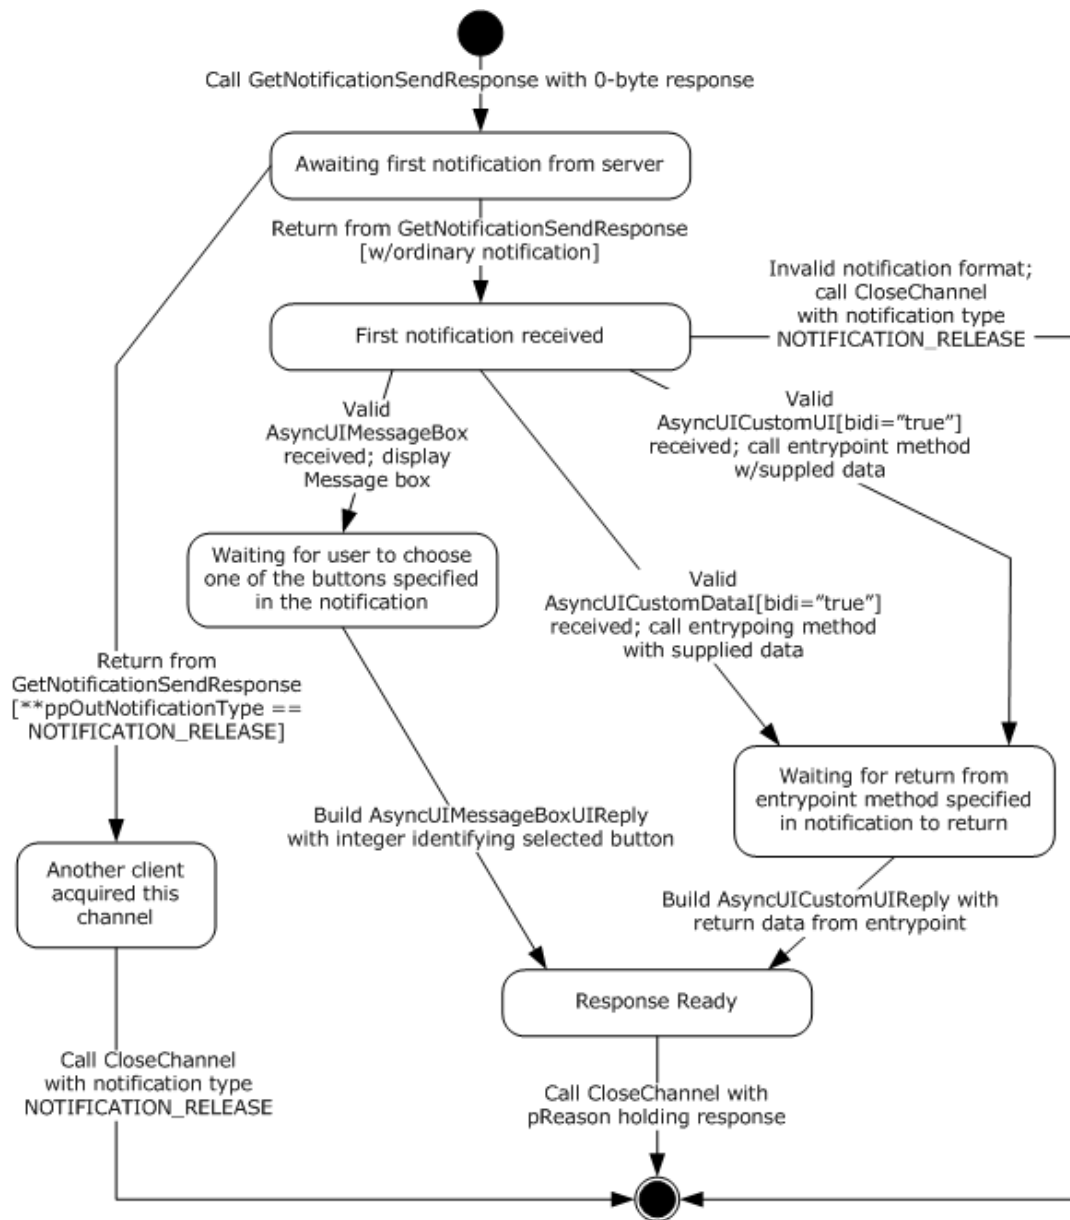 Call GetNotificationSendResponse with 0-byte response
Awaiting first notification from server
Return from GetNotificationSendResponse
[w/ordinary notification]
Invalid notification format;
call CloseChannel
with notification type
NOTIFICATION_RELEASE
First notification received
Valid
AsyncUIMessageBox
received; display
Message box
Valid
AsyncUICustomUI[bidi=”true”]
received; call entrypoint method
w/suppled data
Waiting for user to choose
one of the buttons specified
in the notification
Valid
AsyncUICustomDataI[bidi=”true”]
received; call entrypoing method
with supplied data
Return from
GetNotificationSendResponse
[**ppOutNotificationType ==
NOTIFICATION_RELEASE]
Waiting for return from
entrypoint method specified
in notification to return
Build AsyncUIMessageBoxUIReply
with integer identifying selected button
Another client
acquired this
channel
Build AsyncUICustomUIReply with
return data from entrypoint
Response Ready
Call CloseChannel
with notification type
NOTIFICATION_RELEASE
Call CloseChannel with
pReason holding response